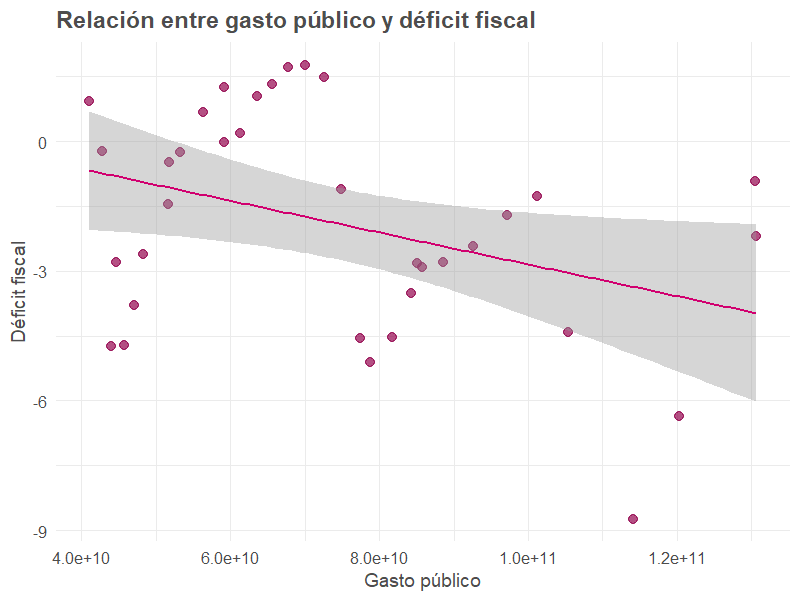 Relación entre gasto público y déficit fiscal
Déficit fiscal
0
-3
-6
-9
4.0e+10 6.0e+10 8.0e+10 1.0e+11 1.2e+11
Gasto público